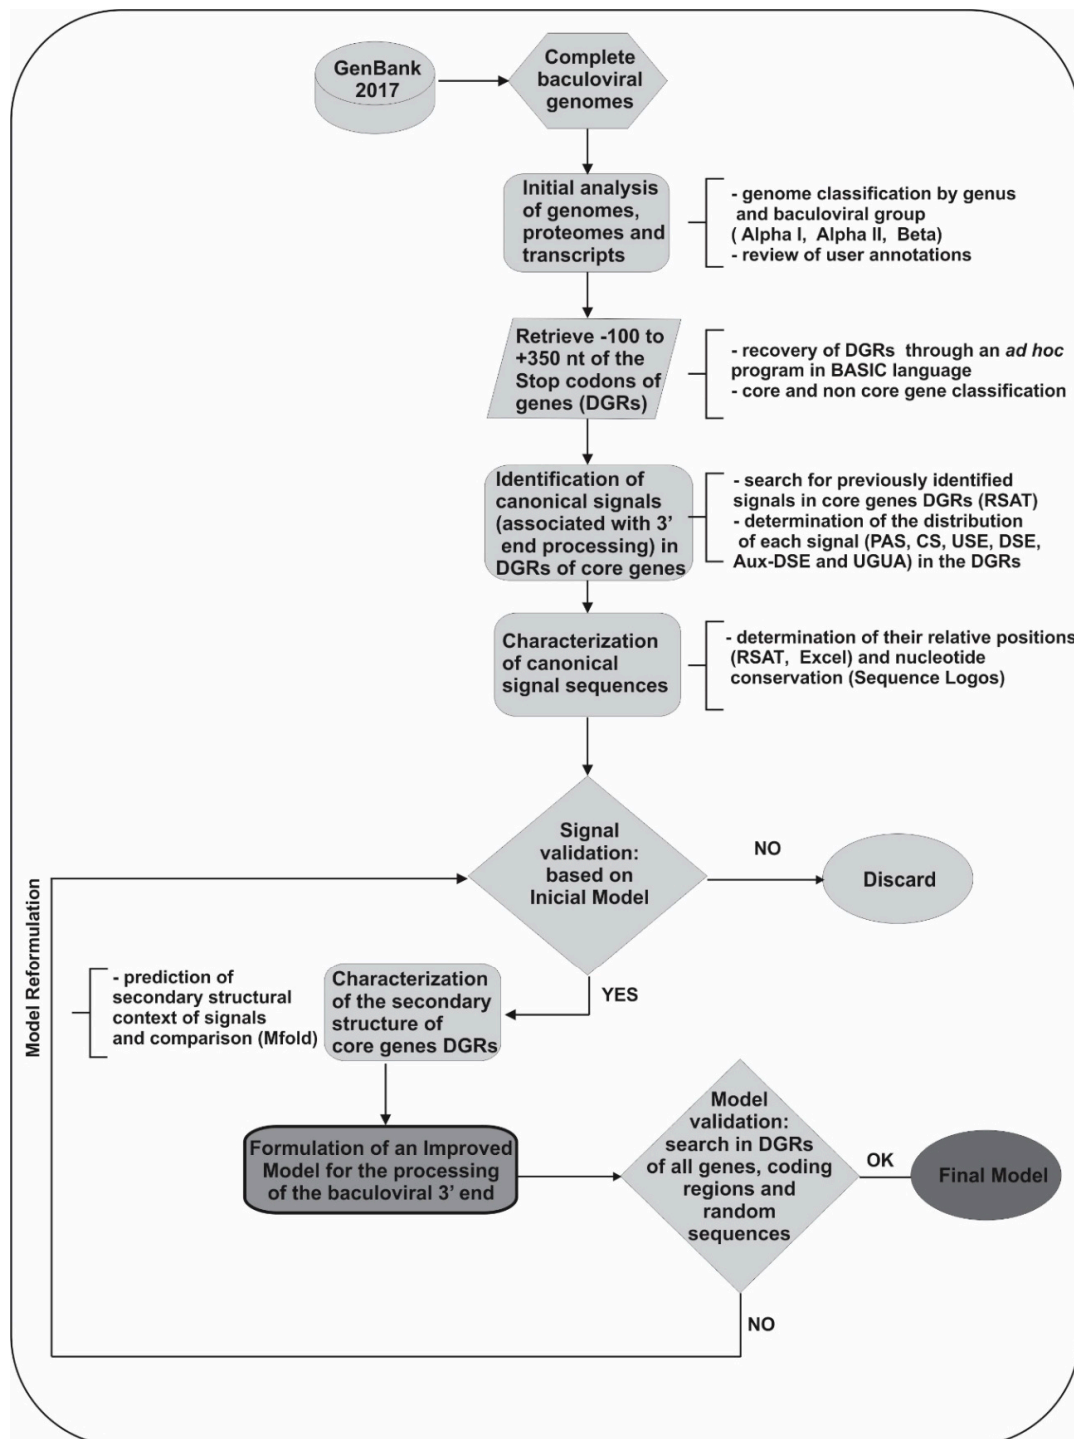 GenBank
2017
Complete
baculoviral
genomes
Initial analysis
of genomes,
proteomes and
transcripts
- genome classification by genus
and baculoviral group
( Alpha I, Alpha II, Beta)
- review of user annotations
Retrieve -100 to
+350 nt of the
Stop codons of
genes (DGRs)
- recovery of DGRs through an ad hoc
program in BASIC language
- core and non core gene classification
Identification of
canonical signals
(associated with 3’
end processing) in
DGRs of core genes
- search for previously identified
signals in core genes DGRs (RSAT)
- determination of the distribution
of each signal (PAS, CS, USE, DSE,
Aux-DSE and UGUA) in the DGRs
Characterization
of canonical
signal sequences
- determination of their relative positions
(RSAT, Excel) and nucleotide
conservation (Sequence Logos)
Signal
validation:
based on
Inicial Model
NO
Discard
YES
Model Reformulation
- prediction of
secondary structural
context of signals
and comparison (Mfold)
Characterization
of the secondary
structure of
core genes DGRs
Formulation of an Improved
Model for the processing
of the baculoviral 3’ end
Model
validation:
search in DGRs
of all genes, coding
regions and
random
sequences
OK
Final Model
NO